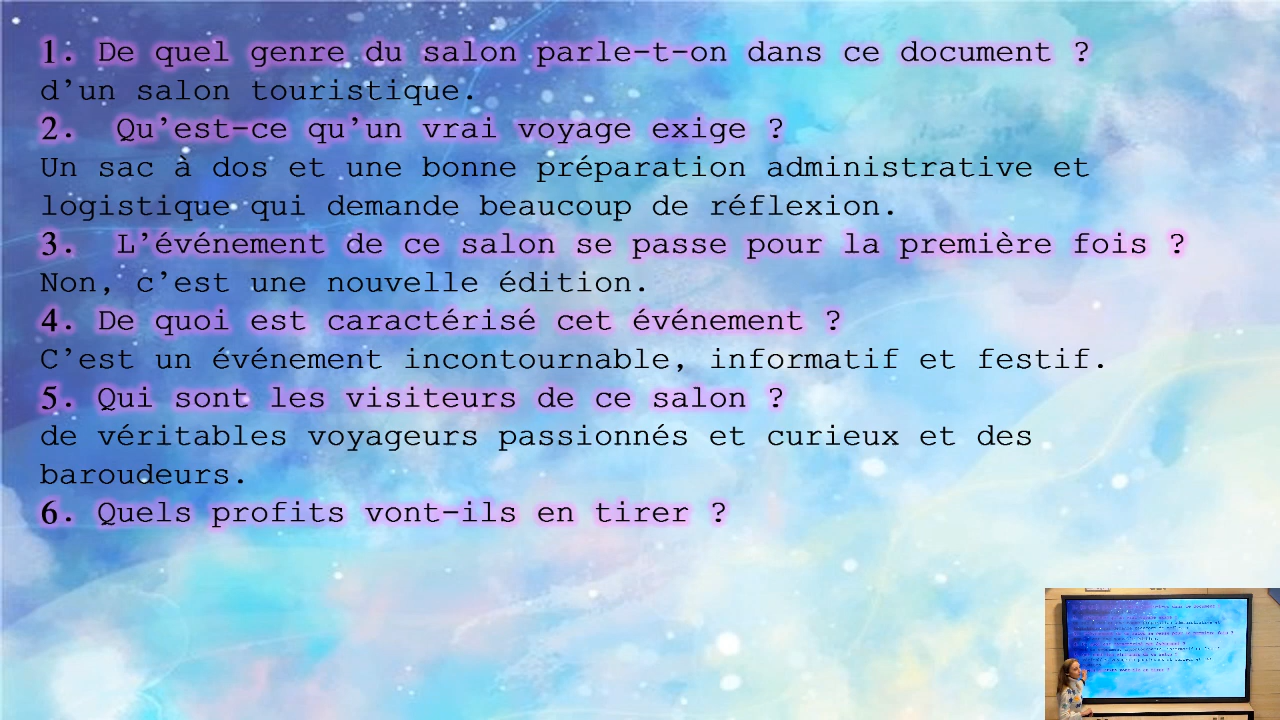 1. De quel genre du salon parle-t-on dans ce document ?
d’un salon touristique.
2. Qu’est-ce qu’un vrai voyage exige ?
Un sac à dos et une bonne préparation administrative et
logistique qui demande beaucoup de réflexion.
3. L’événement de ce salon se passe pour la première fois ?
Non, c’est une nouvelle édition.
4. De quoi est caractérisé cet événement ?
C’est un événement incontournable, informatif et festif.
5. Qui sont les visiteurs de ce salon ?
de véritables voyageurs passionnés et curieux et des
baroudeurs.
6. Quels profits vont-ils en tirer ?